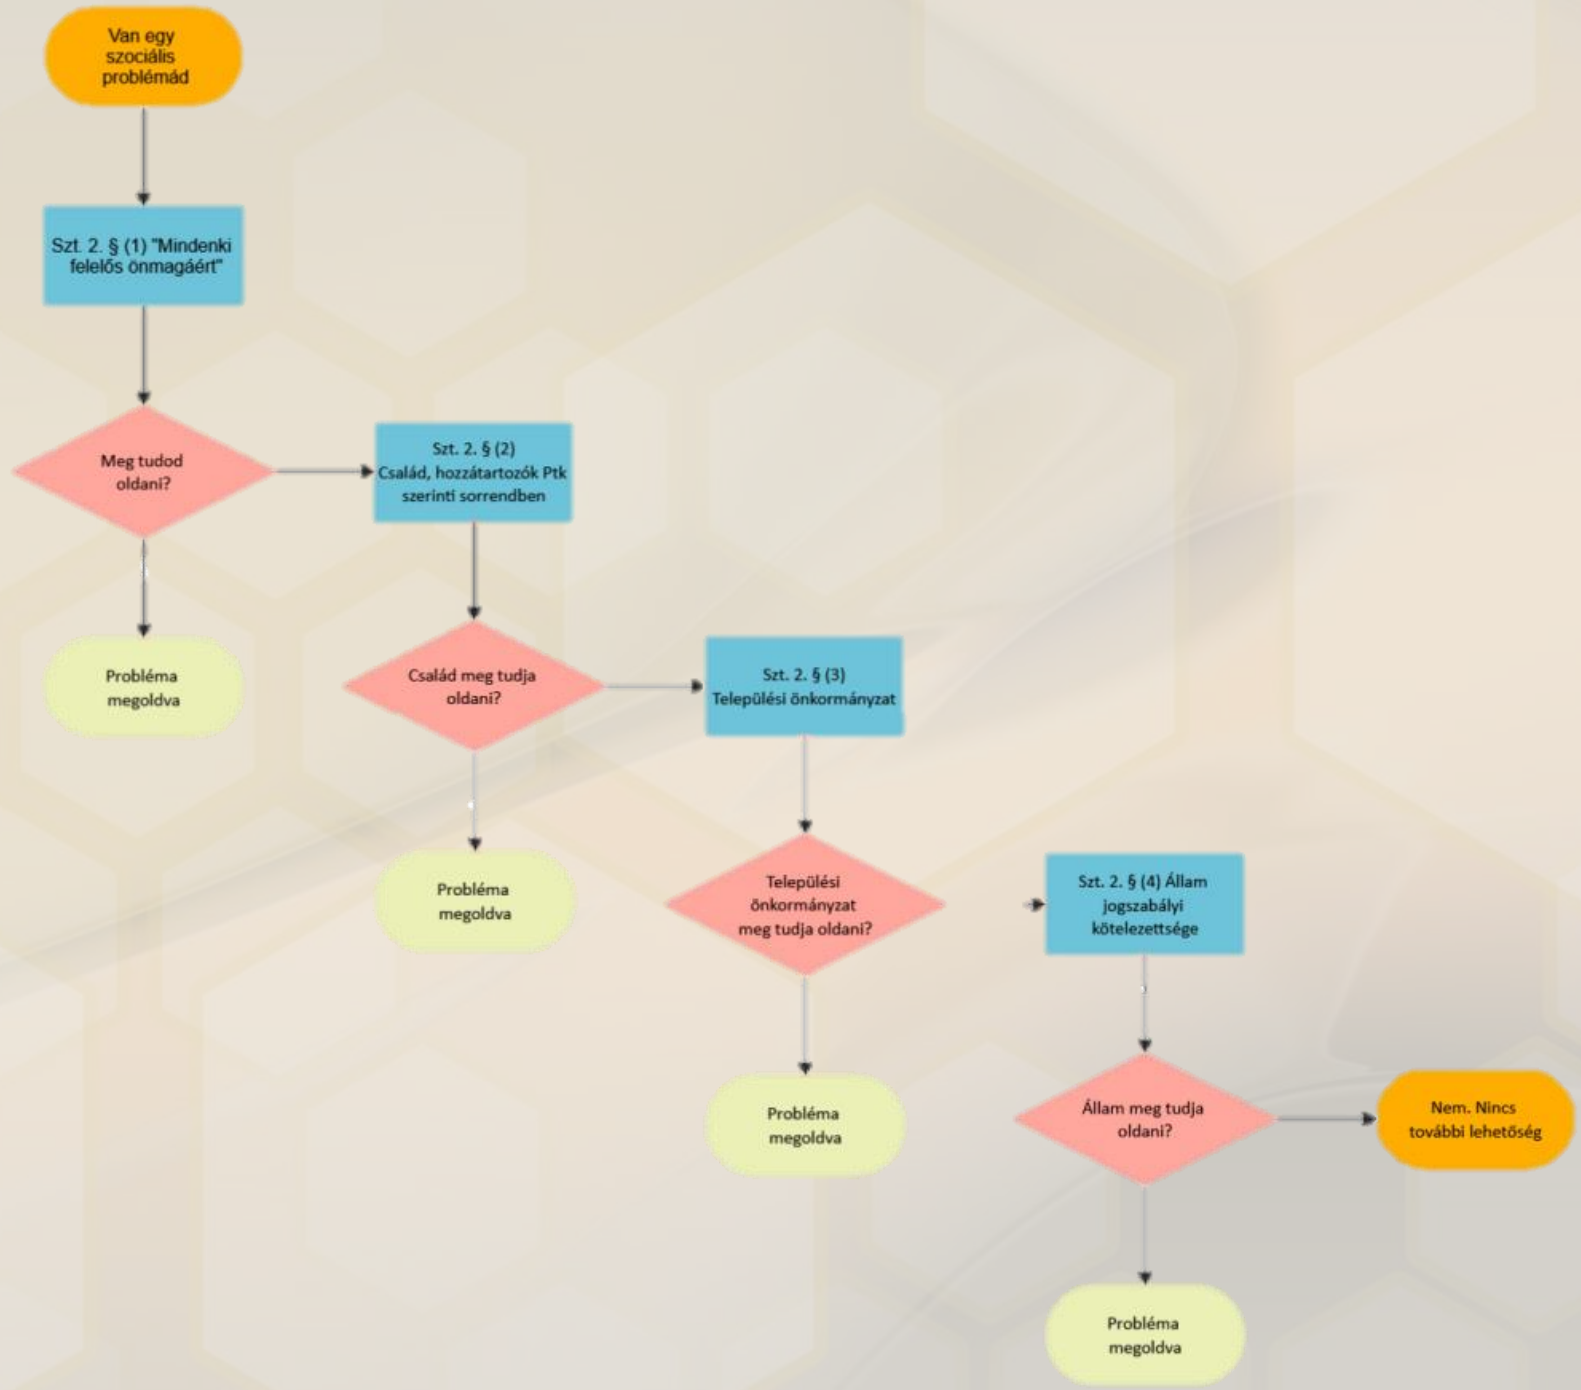 Van egy
szociális
problémád
Szt. 2. § (1) "Mindenki
felelős önmagáért"
Meg tudod
oldani?
Szt. 2. § (2)
Család, hozzátartozók Ptk
szerinti sorrendben
Probléma
megoldva
Család meg tudja
oldani?
Szt. 2. § (3)
Települési önkormányzat
Probléma
megoldva
Települési
önkormányzat
meg tudja oldani?
Szt. 2. § (4) Állam
jogszabályi
kötelezettsége
Probléma
megoldva
Állam meg tudja
oldani?
Nem. Nincs
további lehetőség
Probléma
megoldva